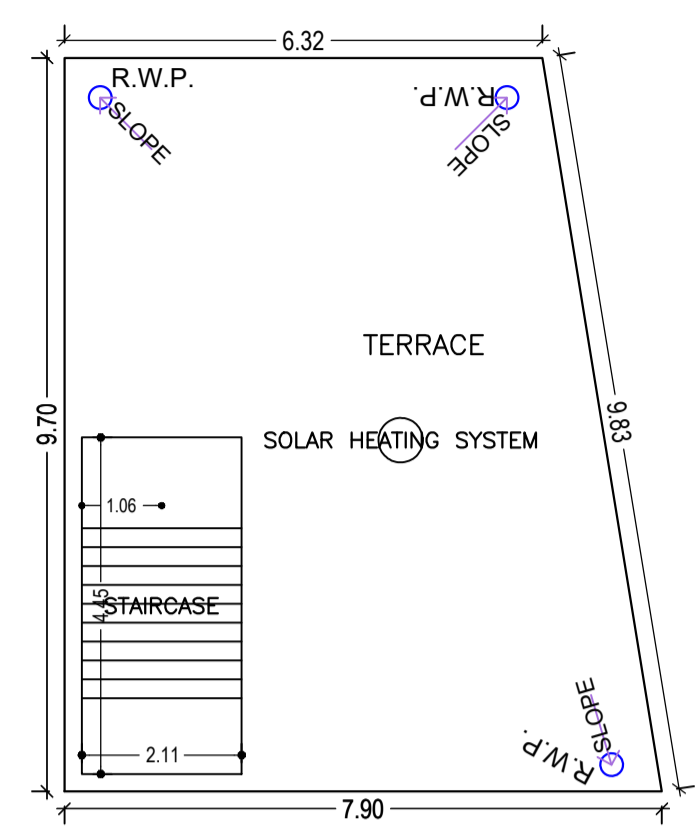 6.32
R.W.P.
R.W.P.
SLOPE
SLOPE
TERRACE
9.70
9.83
SOLAR HEATING SYSTEM
1.06
4.45
STAIRCASE
SLOPE
R.W.P.
2.11
7.90